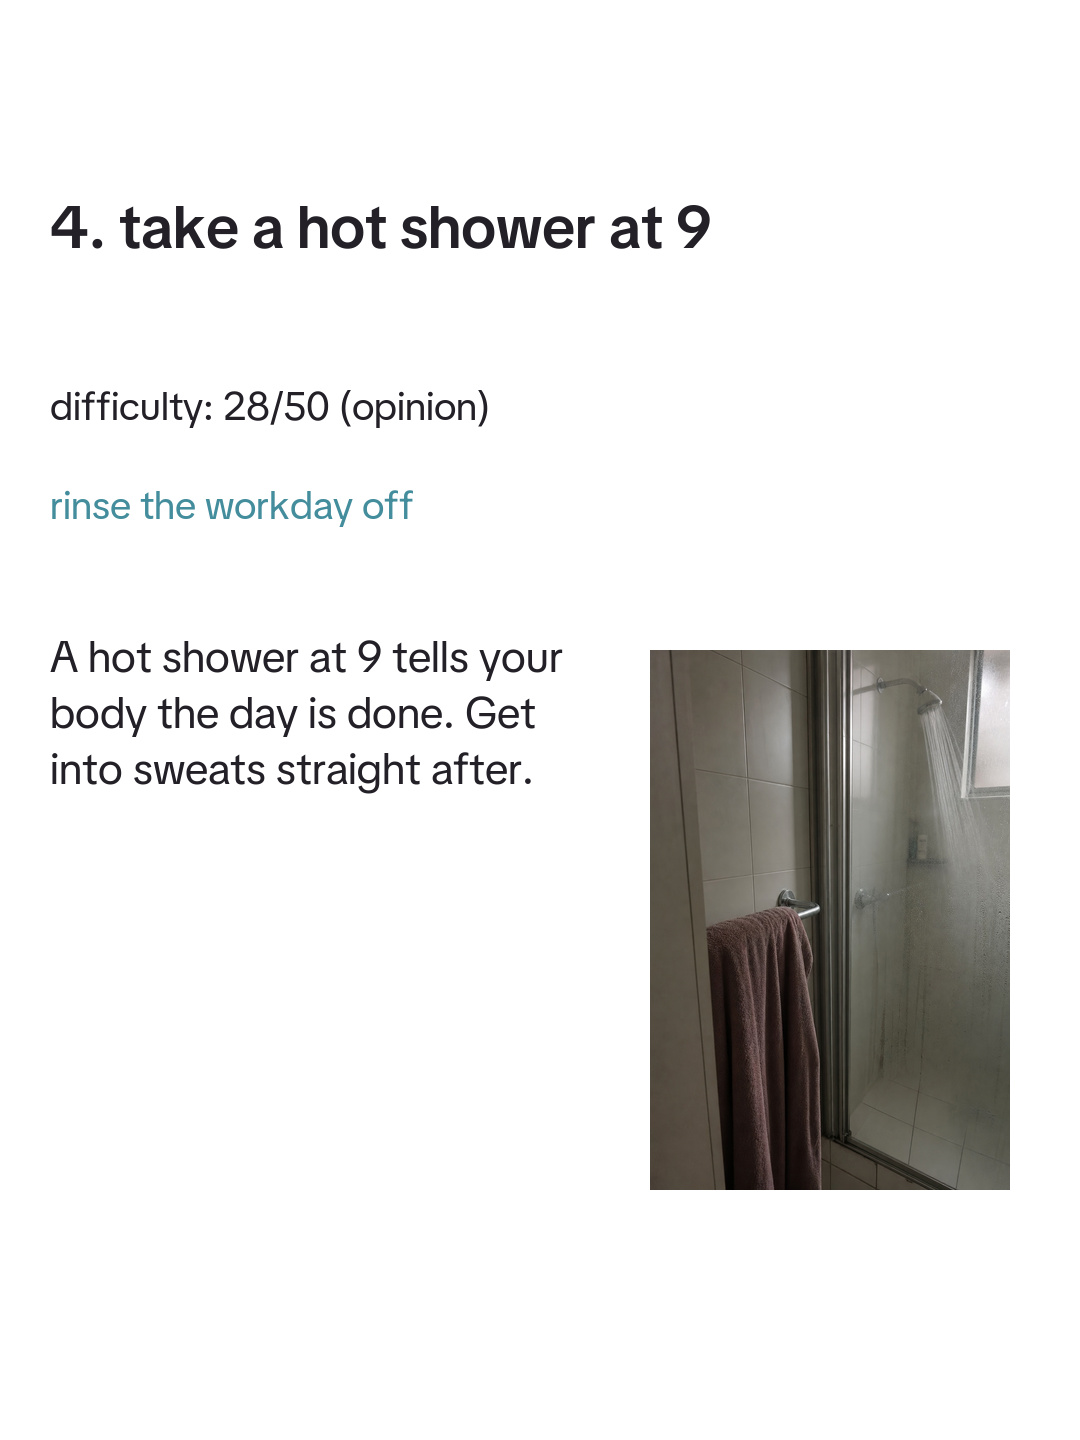 4. take a hot shower at 9
difficulty: 28/50 (opinion)
rinse the workday off
A hot shower at 9 tells your
body the day is done. Get
into sweats straight after.